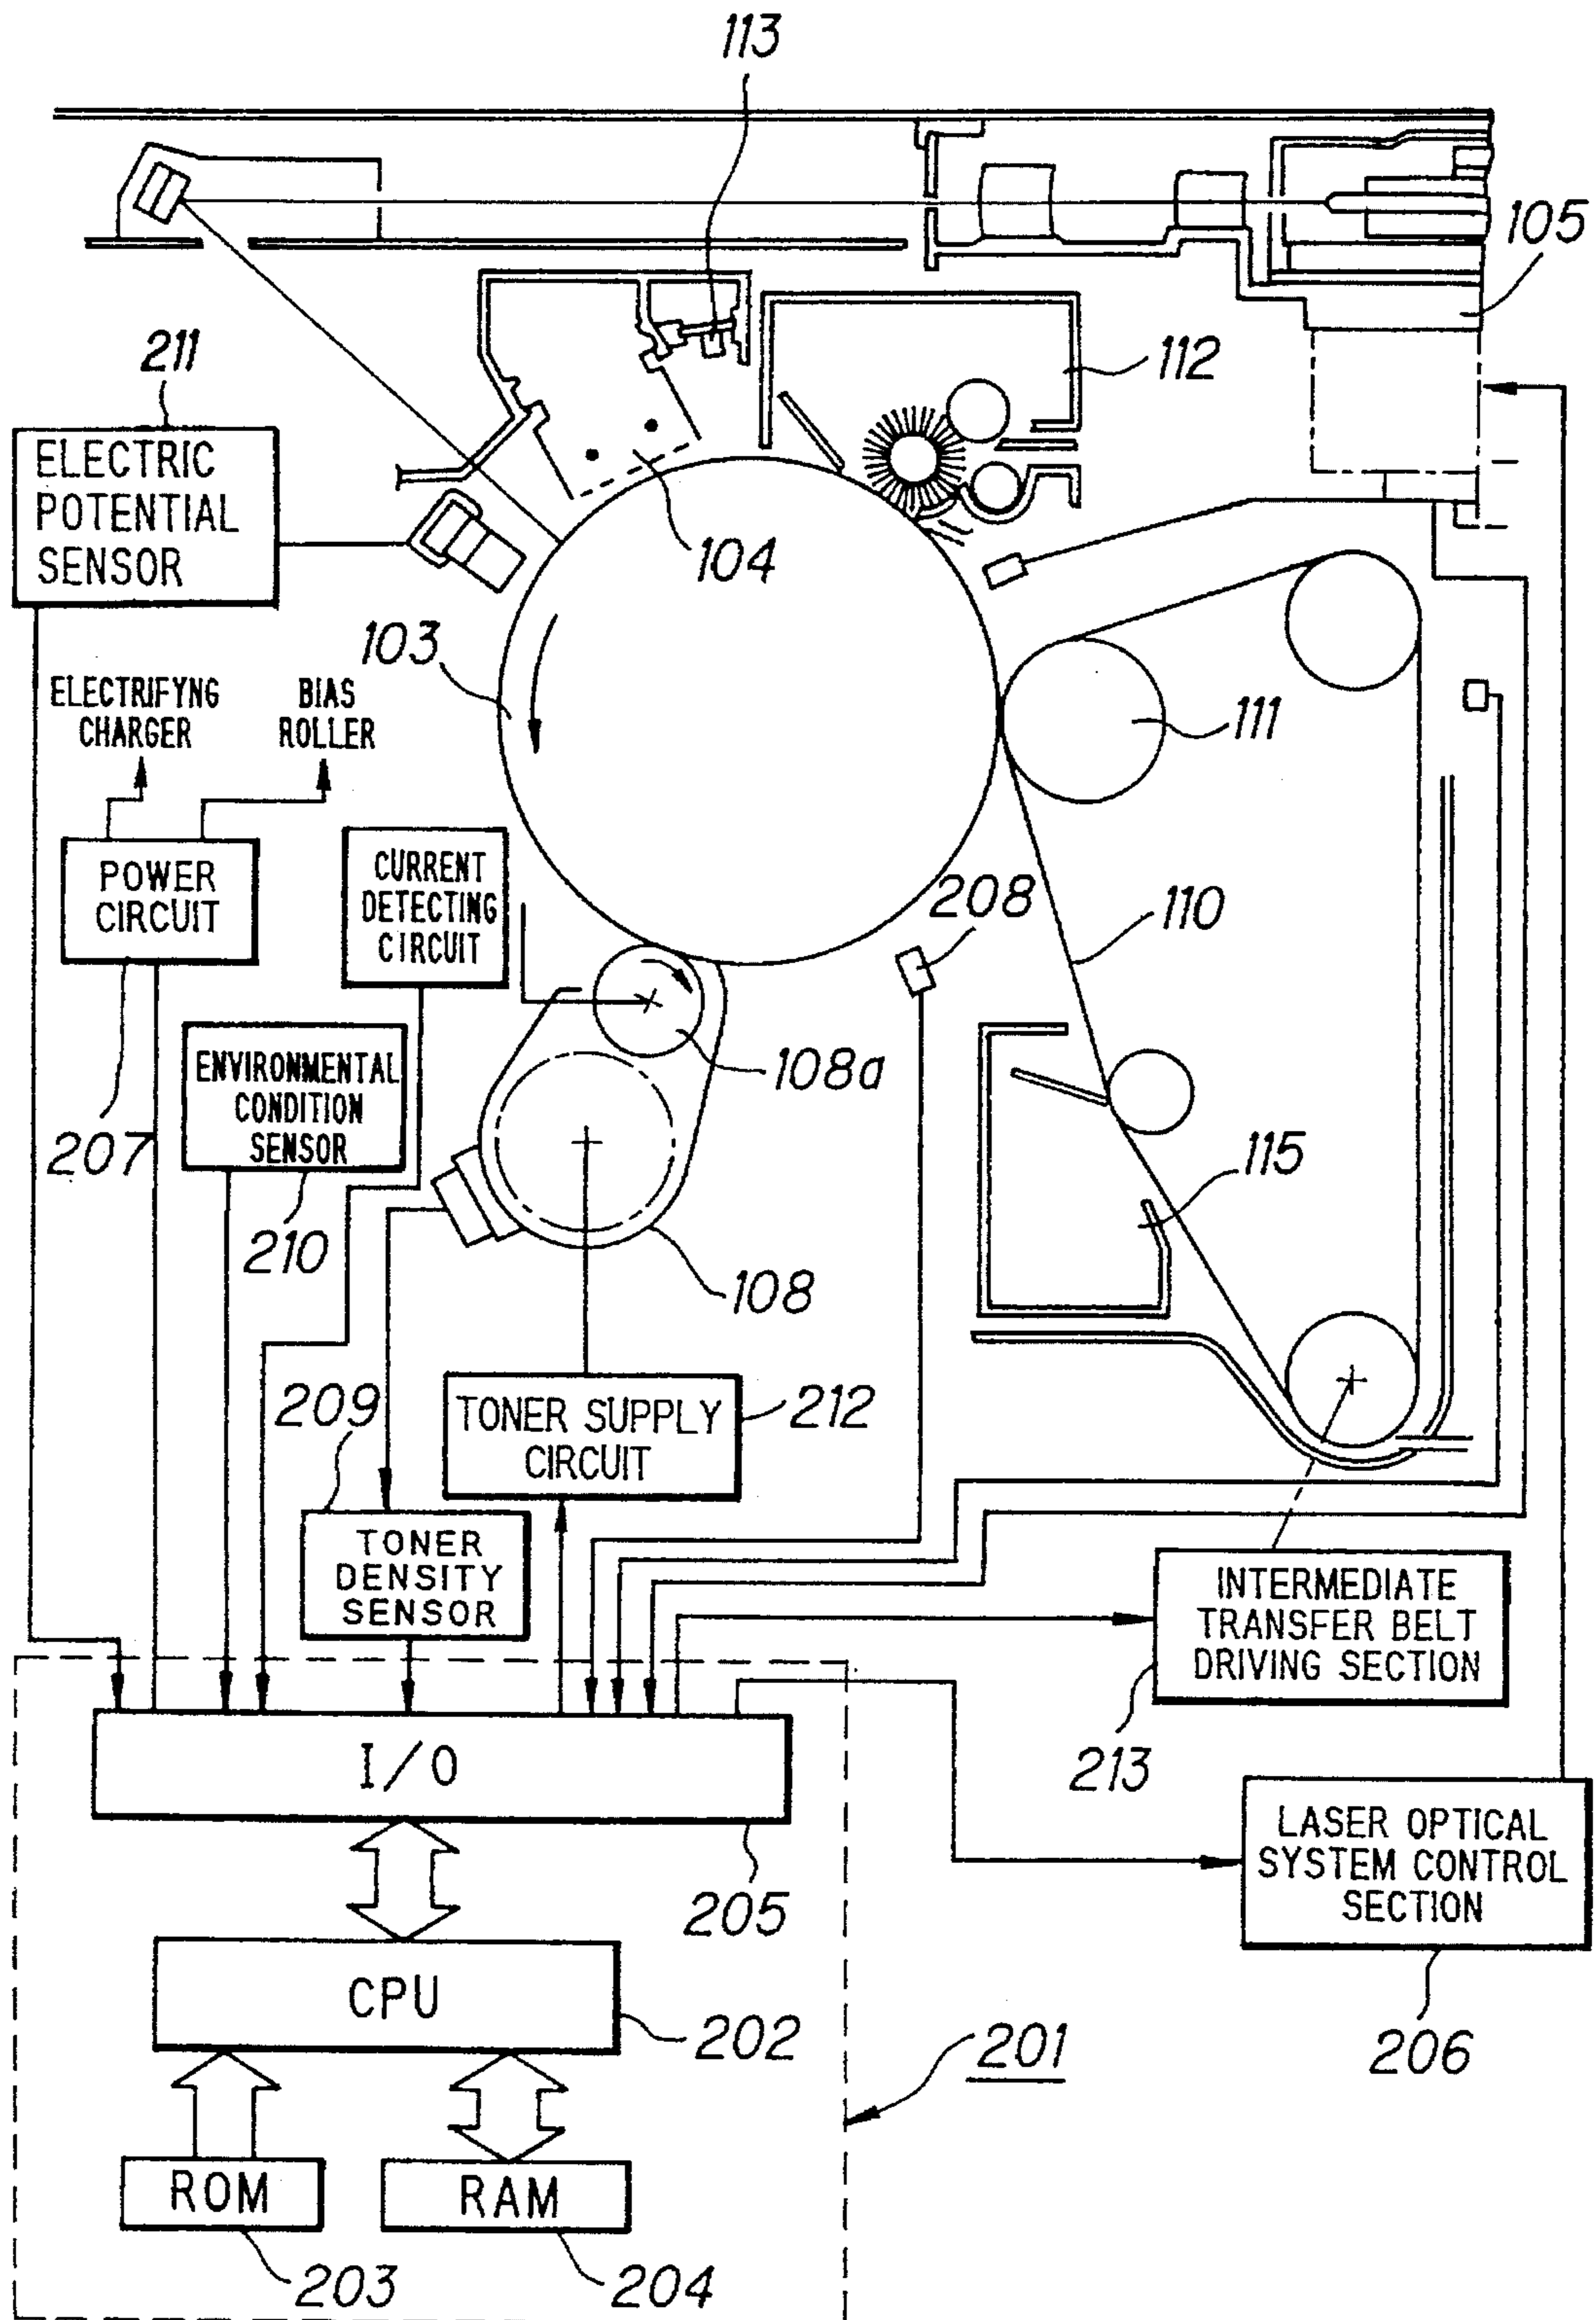 113
105
211
112
ELECTRIC
POTENTIAL
SENSOR
104
103
ELECTRIFYNG
CHARGER
BIAS
ROLLER
111
POWER
CIRCUIT
CURRENT
DETECTING
CIRCUIT
208
110
ENVIRONMENTAL
CONDITION
SENSOR
108a
207
210
115
108
209
TONER SUPPLY
CIRCUIT
212
TONER
DENSITY
SENSOR
INTERMEDIATE
TRANSFER BELT
DRIVING SECTION
213
I/O
205
LASER OPTICAL
SYSTEM CONTROL
SECTION
CPU
202
201
206
ROM
RAM
203
204